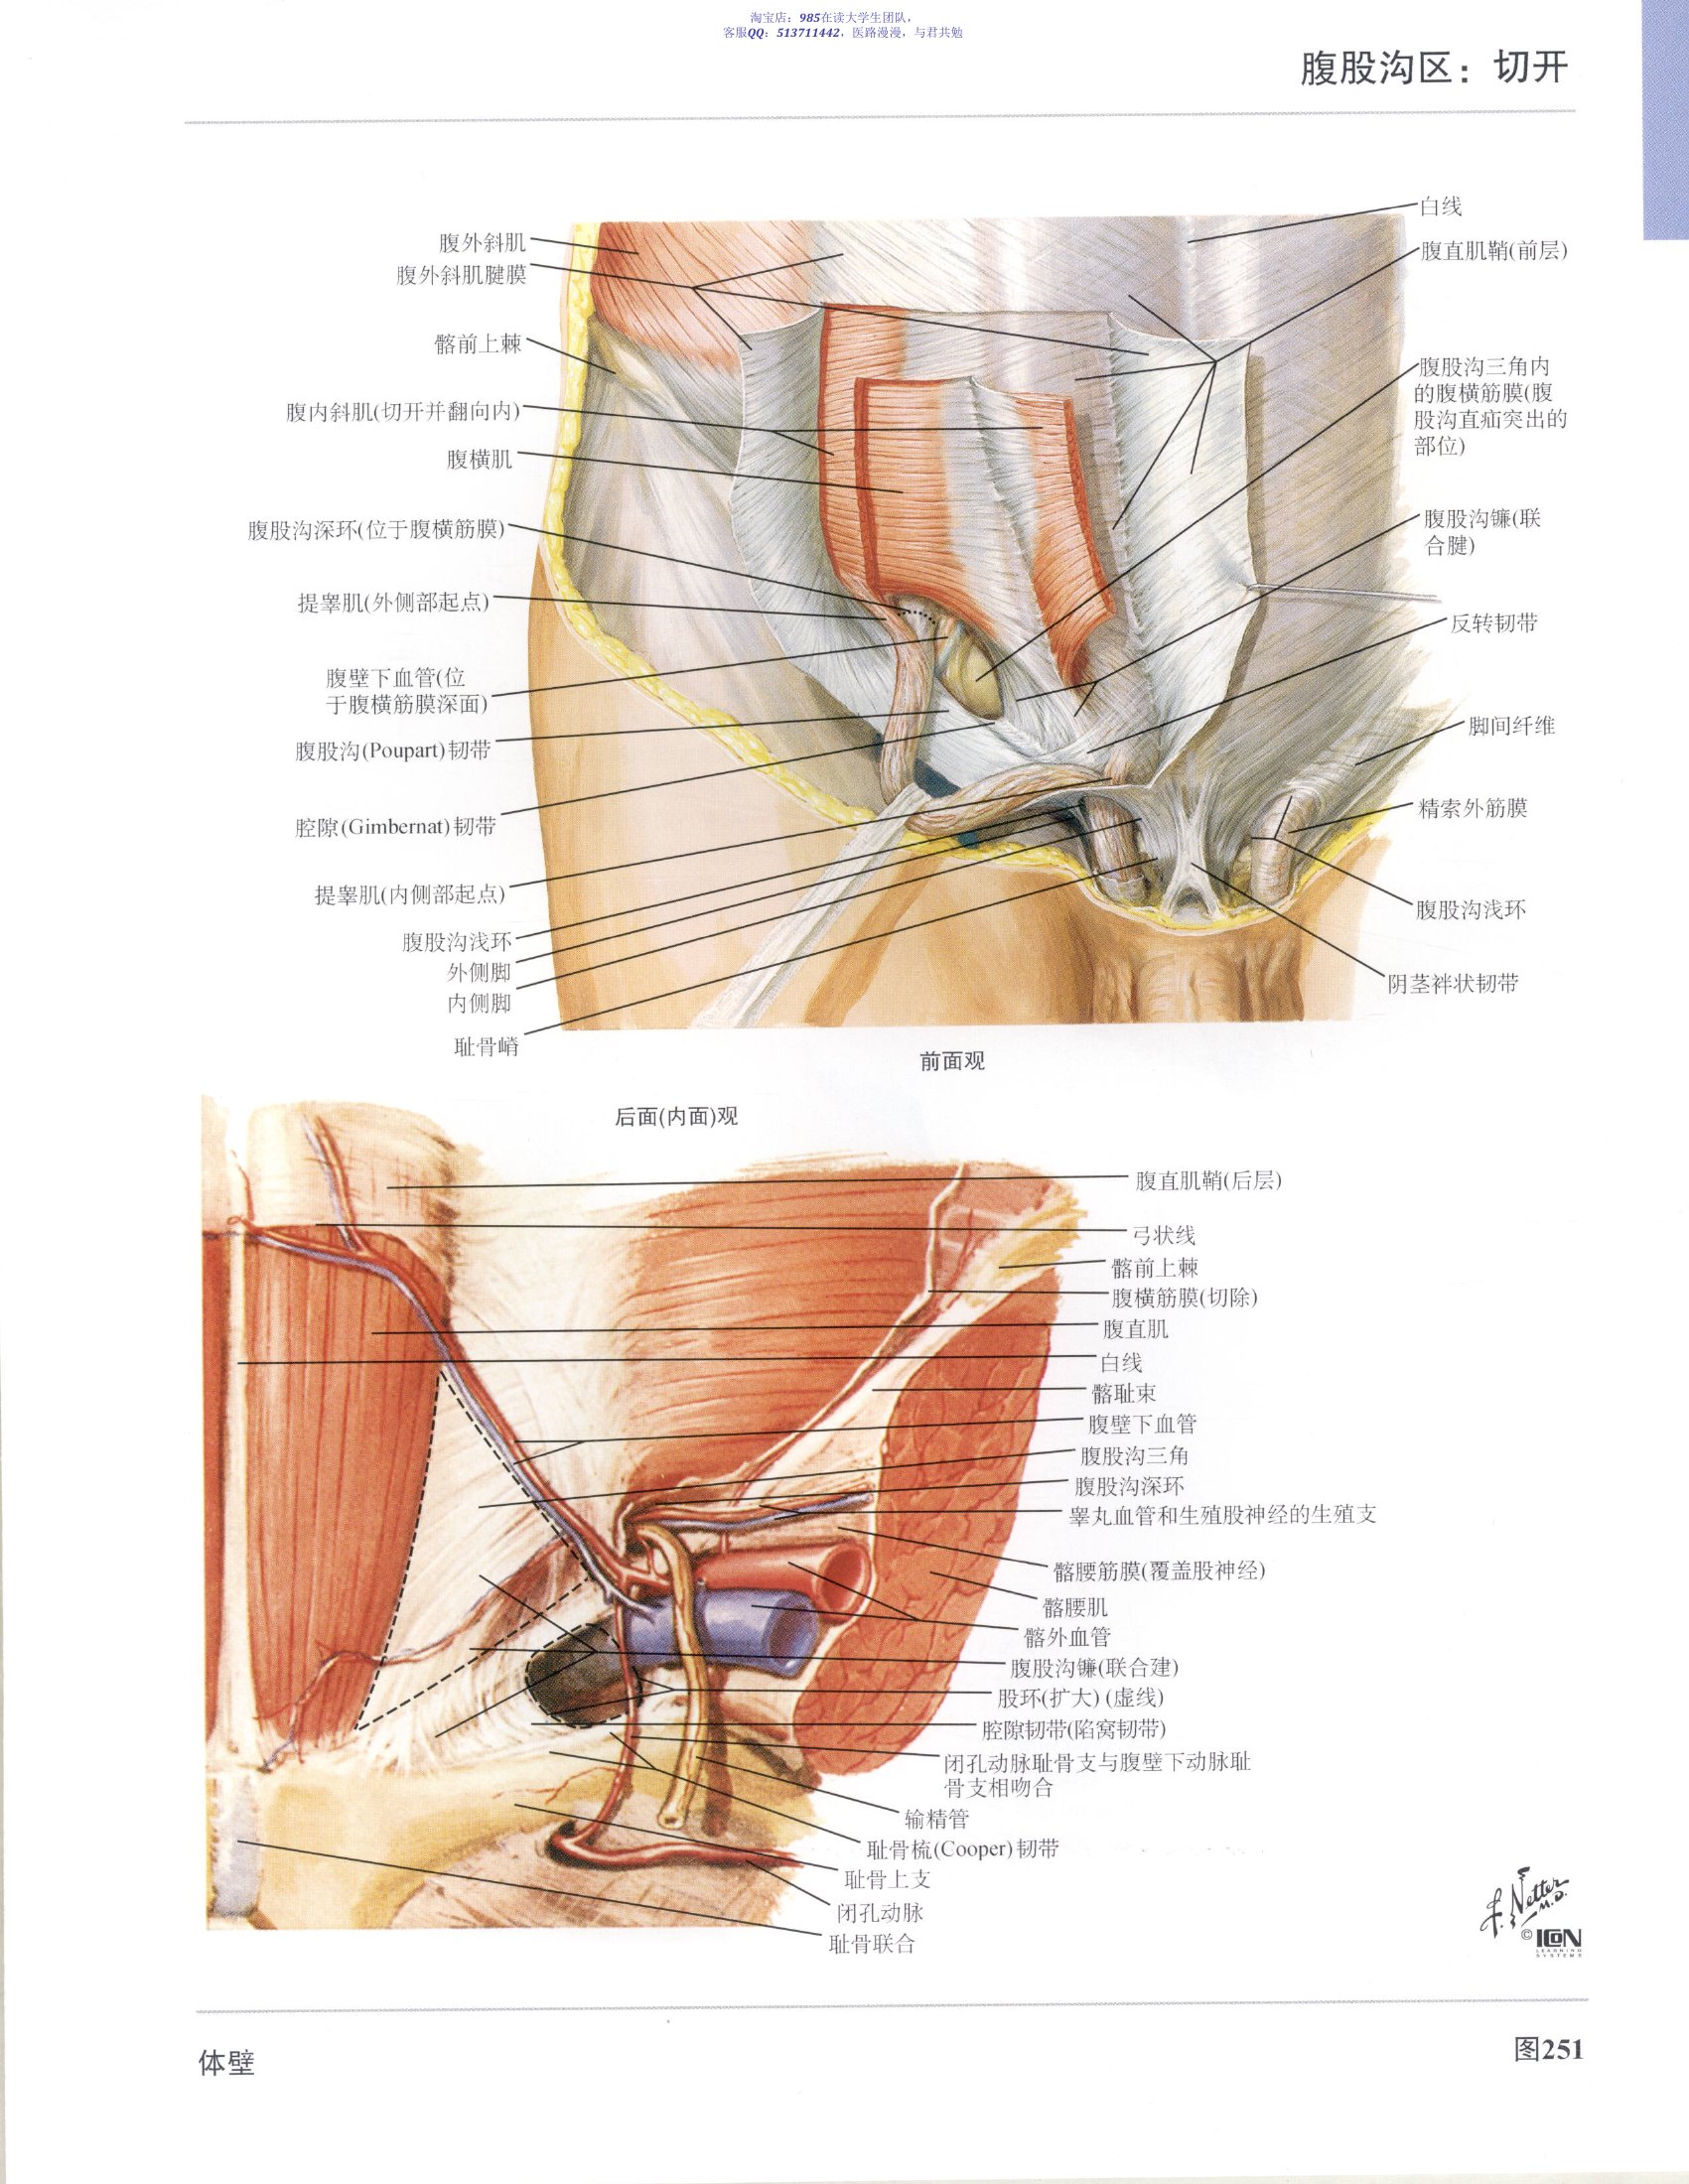 淘宝店：985在读大学生团队，
客服QQ：513711442，医路漫漫，与君共勉
腹股沟区：切开
腹外斜肌
腹外斜肌腱膜
髂前上棘
腹内斜肌(切开并翻向内)
腹横肌
腹股沟深环(位于腹横筋膜)
提睾肌(外侧部起点)
腹壁下血管(位
于腹横筋膜深面)
腹股沟(Poupart)韧带
腔隙(Gimbernat)韧带
提睾肌(内侧部起点)
腹股沟浅环
外侧脚
内侧脚
耻骨嵴
白线
腹直肌鞘(前层)
腹股沟三角内
的腹横筋膜(腹
股沟直疝突出的
部位)
腹股沟镰(联
合腱)
反转韧带
脚间纤维
精索外筋膜
腹股沟浅环
阴茎袢状韧带
前面观
后面(内面)观
腹直肌鞘(后层)
弓状线
髂前上棘
腹横筋膜(切除)
腹直肌
白线
髂耻束
腹壁下血管
腹股沟三角
腹股沟深环
睾丸血管和生殖股神经的生殖支
髂腰筋膜(覆盖股神经)
髂腰肌
髂外血管
腹股沟镰(联合建)
股环(扩大) (虚线)
腔隙韧带(陷窝韧带)
闭孔动脉耻骨支与腹壁下动脉耻
骨支相吻合
输精管
耻骨梳(Cooper)韧带
耻骨上支
闭孔动脉
耻骨联合
F. Netter
M.D.
© ICON
LEARNING
SYSTEMS
体壁
图251